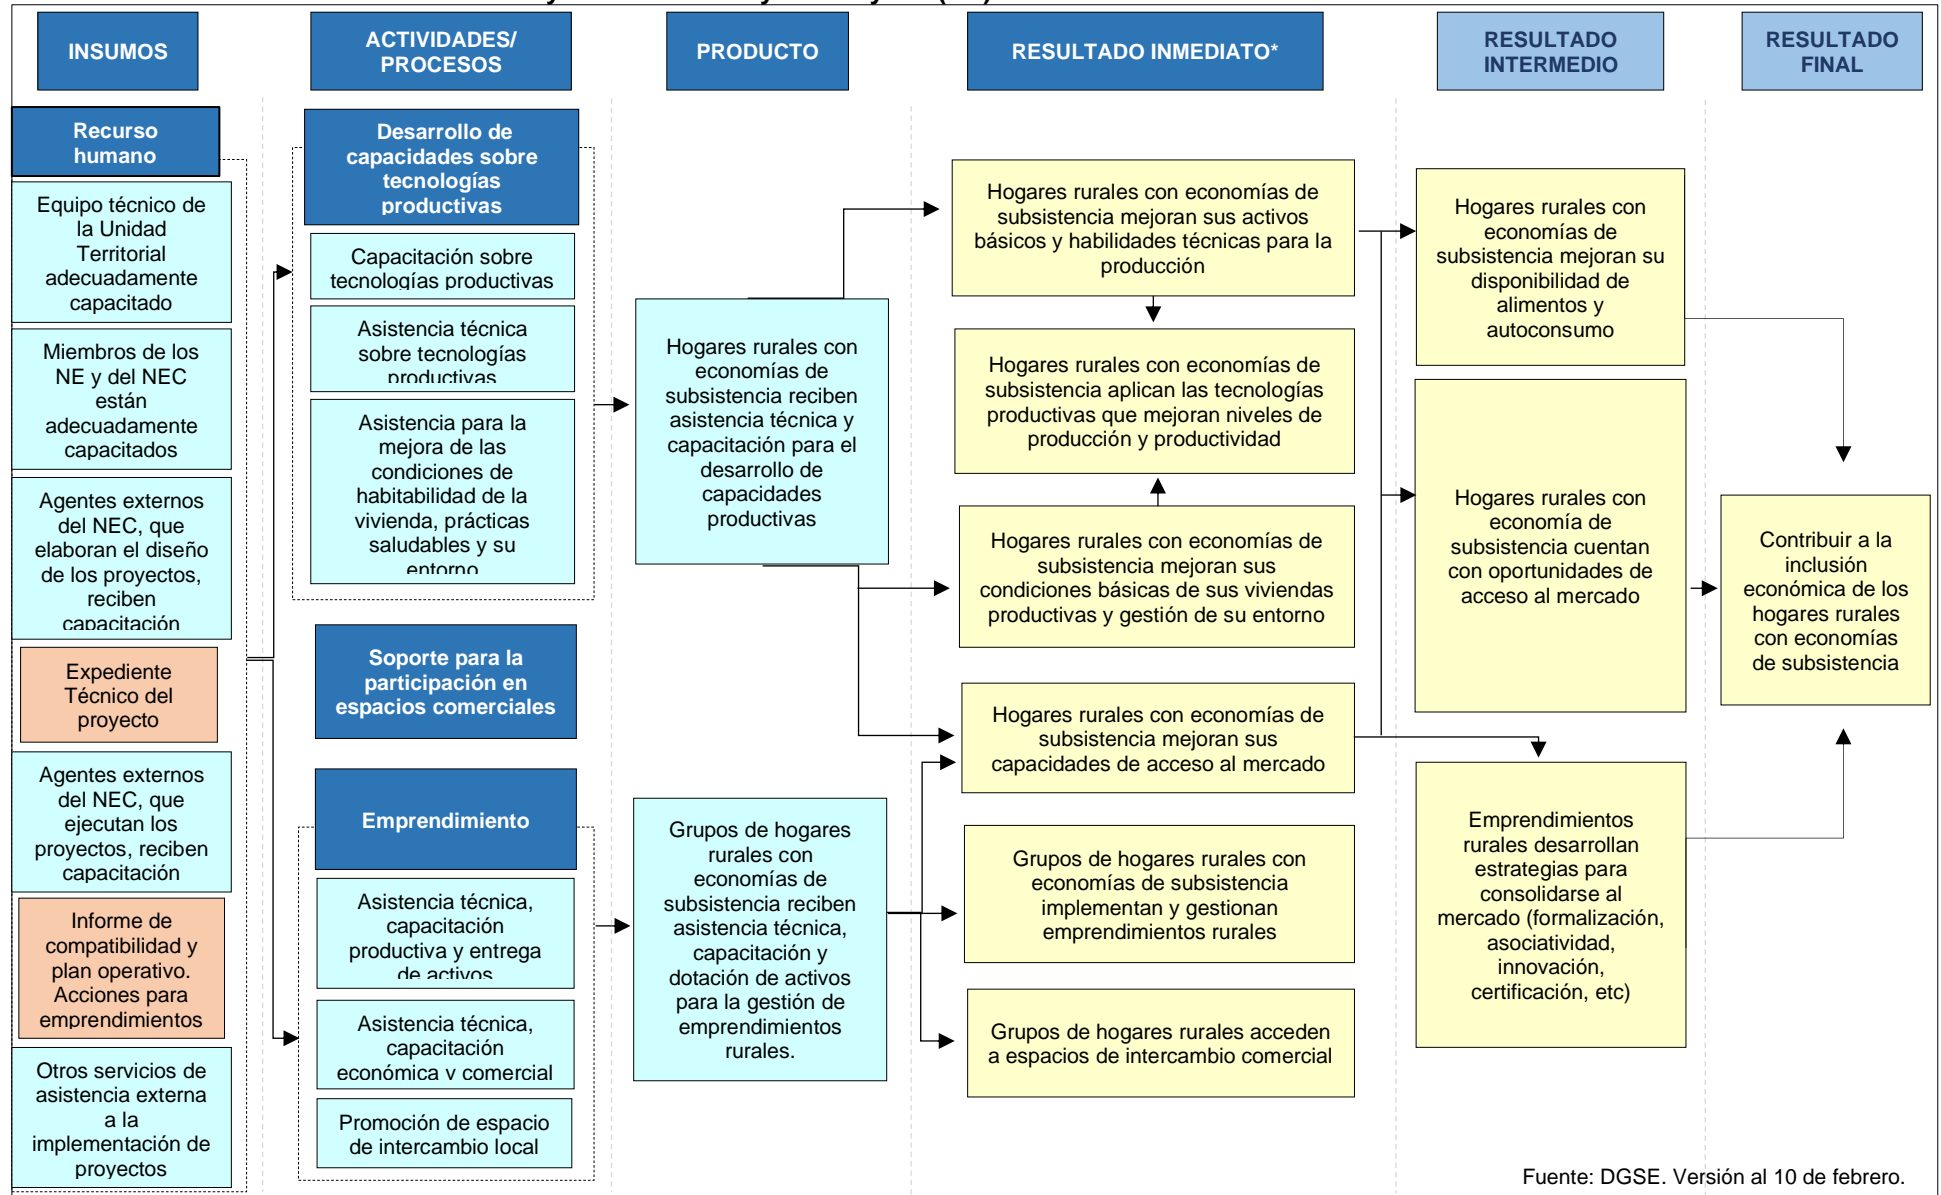 INSUMOS
ACTIVIDADES/
PROCESOS
PRODUCTO
RESULTADO INMEDIATO*
RESULTADO
INTERMEDIO
RESULTADO
FINAL
Recurso
humano
Equipo técnico de
la Unidad
Territorial
adecuadamente
capacitado
Miembros de los
NE y del NEC
están
adecuadamente
capacitados
Agentes externos
del NEC, que
elaboran el diseño
de los proyectos,
reciben
capacitación
Expediente
Técnico del
proyecto
Agentes externos
del NEC, que
ejecutan los
proyectos, reciben
capacitación
Informe de
compatibilidad y
plan operativo.
Acciones para
emprendimientos
Otros servicios de
asistencia externa
a la
implementación de
proyectos
Desarrollo de
capacidades sobre
tecnologías
productivas
Capacitación sobre
tecnologías productivas
Asistencia técnica
sobre tecnologías
productivas
Asistencia para la
mejora de las
condiciones de
habitabilidad de la
vivienda, prácticas
saludables y su
entorno
Soporte para la
participación en
espacios comerciales
Emprendimiento
Asistencia técnica,
capacitación
productiva y entrega
de activos
Asistencia técnica,
capacitación
económica y comercial
Promoción de espacio
de intercambio local
Hogares rurales con
economías de
subsistencia reciben
asistencia técnica y
capacitación para el
desarrollo de
capacidades
productivas
Grupos de hogares
rurales con
economías de
subsistencia reciben
asistencia técnica,
capacitación y
dotación de activos
para la gestión de
emprendimientos
rurales.
Hogares rurales con economías de
subsistencia mejoran sus activos
básicos y habilidades técnicas para la
producción
Hogares rurales con economías de
subsistencia aplican las tecnologías
productivas que mejoran niveles de
producción y productividad
Hogares rurales con economías de
subsistencia mejoran sus
condiciones básicas de sus viviendas
productivas y gestión de su entorno
Hogares rurales con economías de
subsistencia mejoran sus
capacidades de acceso al mercado
Grupos de hogares rurales con
economías de subsistencia
implementan y gestionan
emprendimientos rurales
Grupos de hogares rurales acceden
a espacios de intercambio comercial
Hogares rurales con
economías de
subsistencia mejoran su
disponibilidad de
alimentos y
autoconsumo
Hogares rurales con
economía de
subsistencia cuentan
con oportunidades de
acceso al mercado
Emprendimientos
rurales desarrollan
estrategias para
consolidarse al
mercado (formalización,
asociatividad,
innovación,
certificación, etc)
Contribuir a la
inclusión
económica de los
hogares rurales
con economías
de subsistencia
Fuente: DGSE. Versión al 10 de febrero.